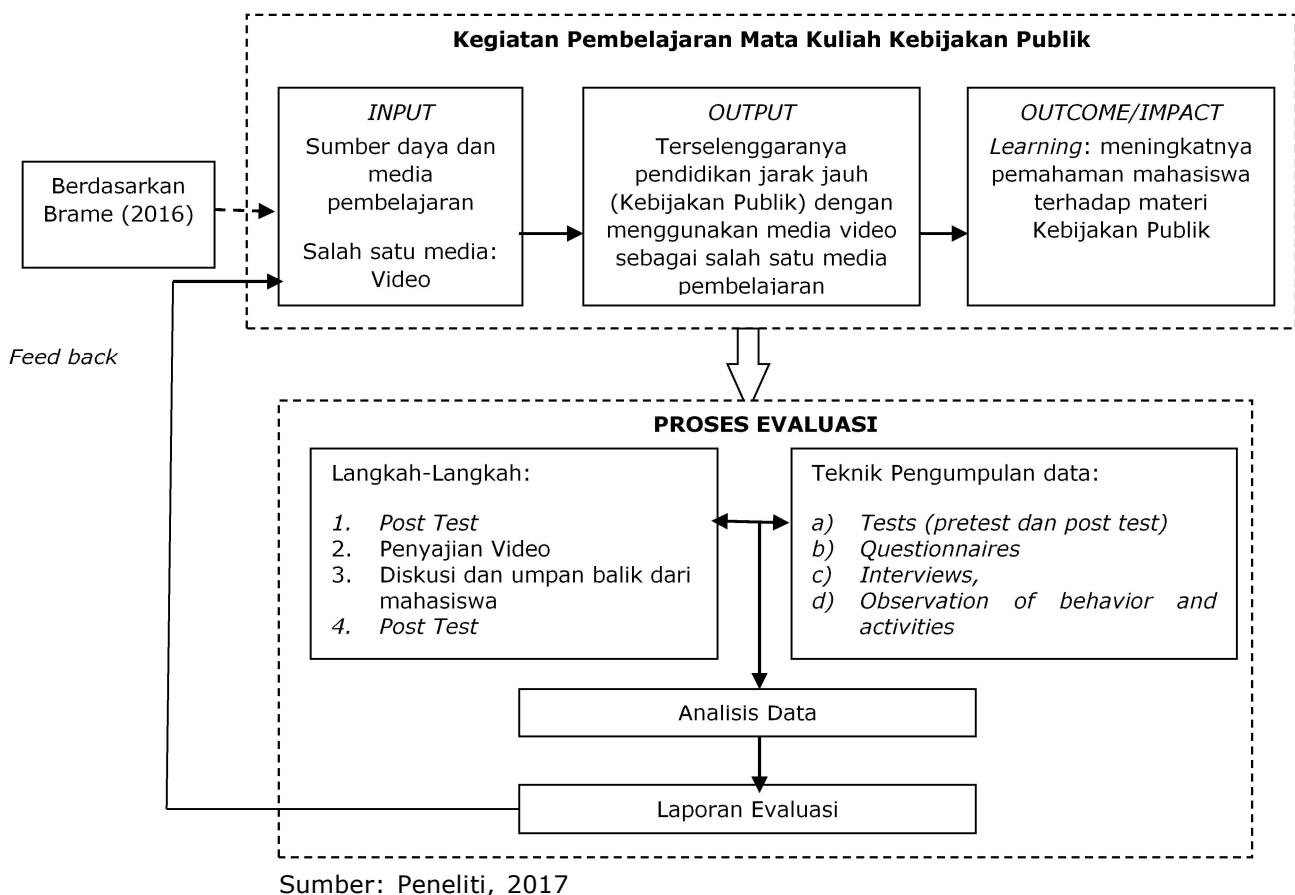 Kegiatan Pembelajaran Mata Kuliah Kebijakan Publik
Berdasarkan
Brame (2016)
INPUT
Sumber daya dan
media
pembelajaran
Salah satu media:
Video
OUTPUT
Terselenggaranya
pendidikan jarak jauh
(Kebijakan Publik) dengan
menggunakan media video
sebagai salah satu media
pembelajaran
OUTCOME/IMPACT
Learning: meningkatnya
pemahaman mahasiswa
terhadap materi
Kebijakan Publik
Feed back
PROSES EVALUASI
Langkah-Langkah:
1. Post Test
2. Penyajian Video
3. Diskusi dan umpan balik dari
mahasiswa
4. Post Test
Teknik Pengumpulan data:
a) Tests (pretest dan post test)
b) Questionnaires
c) Interviews,
d) Observation of behavior and
activities
Analisis Data
Laporan Evaluasi
Sumber: Peneliti, 2017